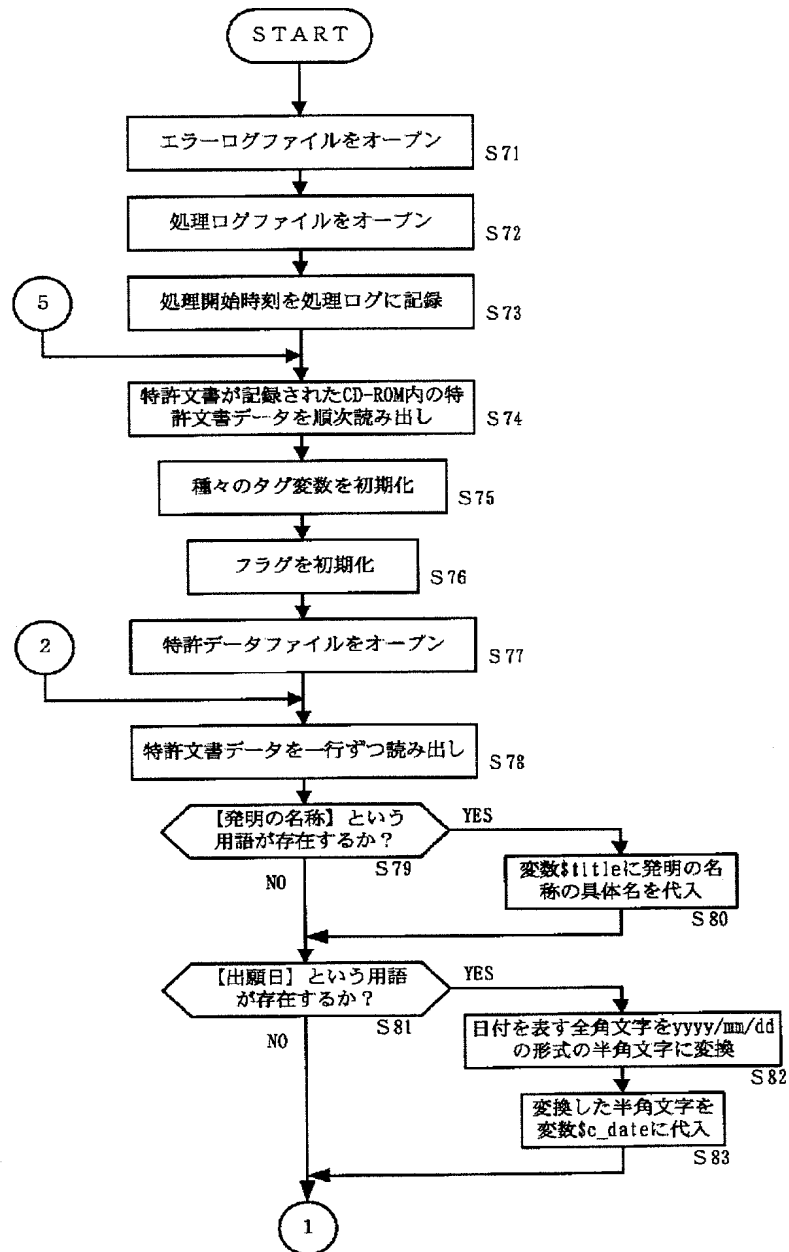 START
エラーログファイルをオープン
S71
処理ログファイルをオープン
S72
処理開始時刻を処理ログに記録
S73
5
特許文書が記録されたCD-ROM内の特
許文書データを順次読み出し
S74
種々のタグ変数を初期化
S75
フラグを初期化
S76
特許データファイルをオープン
S77
2
特許文書データを一行ずつ読み出し
S78
【発明の名称】という
用語が存在するか?
YES
S79
NO
変数$titleに発明の名
称の具体名を代入
S80
【出願日】という用語
が存在するか?
YES
S81
NO
日付を表す全角文字をyyyy/mm/dd
の形式の半角文字に変換
S82
変換した半角文字を
変数$c_dateに代入
S83
1